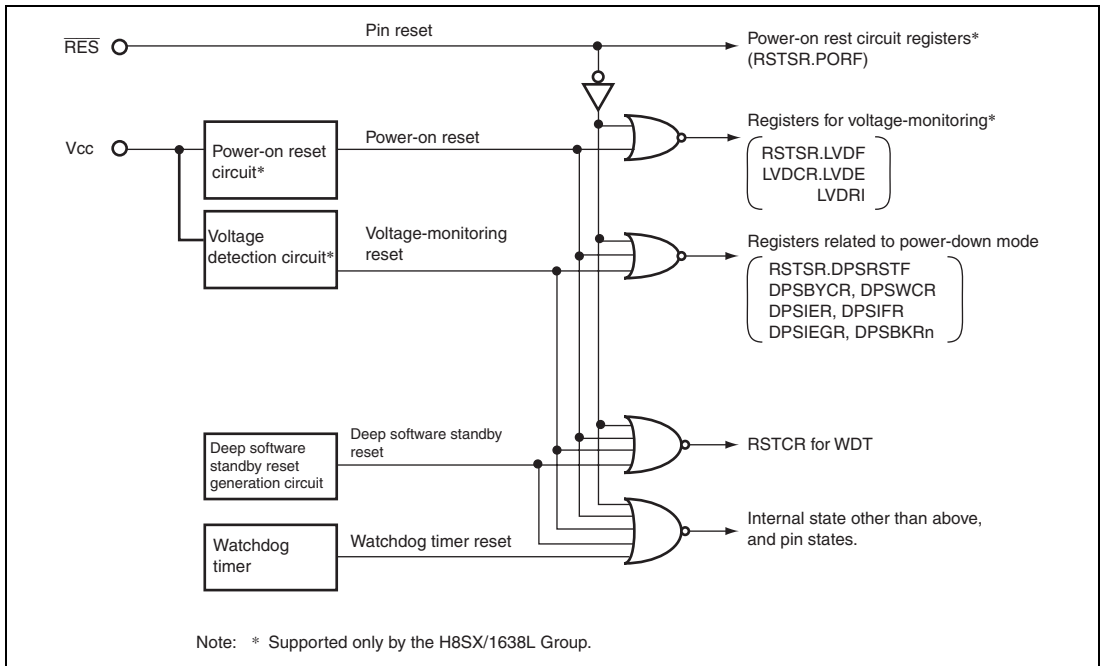 RES
Pin reset
Power-on rest circuit registers*
(RSTSR.PORF)
Vcc
Power-on reset
circuit*
Power-on reset
Registers for voltage-monitoring*
RSTSR.LVDF
LVDCR.LVDE
LVDRI
Voltage
detection circuit*
Voltage-monitoring
reset
Registers related to power-down mode
RSTSR.DPSRSTF
DPSBYCR, DPSWCR
DPSIER, DPSIFR
DPSIEGR, DPSBKRn
Deep software
standby reset
generation circuit
Deep software standby
reset
RSTCR for WDT
Watchdog
timer
Watchdog timer reset
Internal state other than above,
and pin states.
Note: * Supported only by the H8SX/1638L Group.